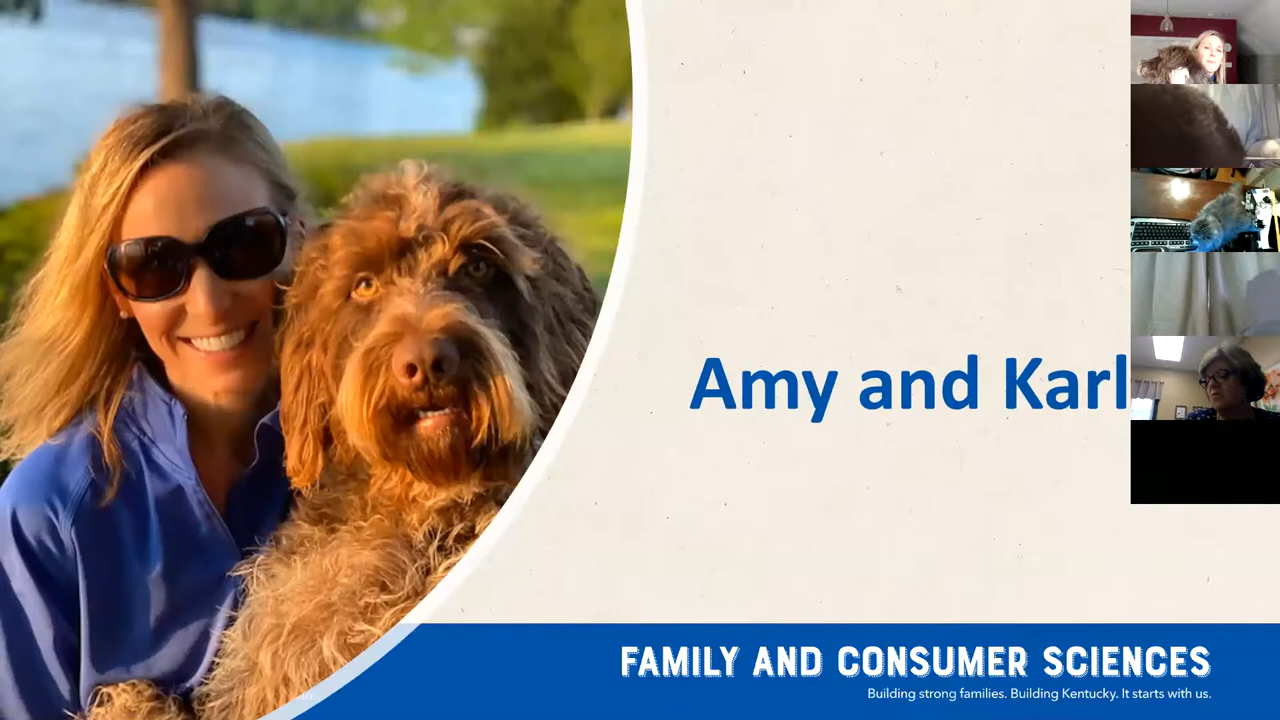 Amy and Karl
FAMILY AND CONSUMER SCIENCES
Building strong families. Building Kentucky. It starts with us.